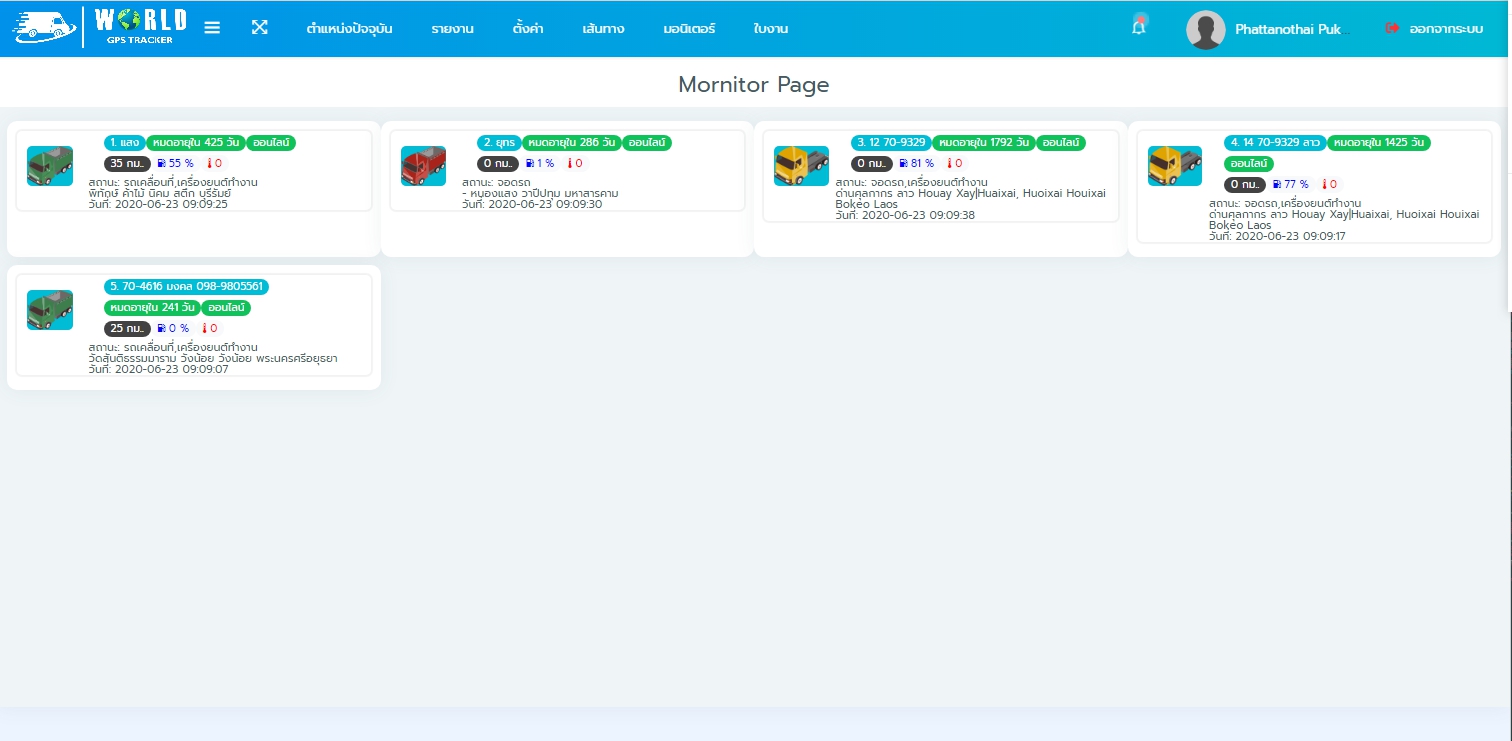 WORLD
GPS TRACKER
ตำแหน่งปัจจุบัน รายงาน ตั้งค่า เส้นทาง มอนิเตอร์ ใบงาน
Phattanothai Puk...
ออกจากระบบ
Mornitor Page
1. แสง หมดอายุใน 425 วัน ออนไลน์
35 กม.. 55 % 0
สถานะ: รถเคลื่อนที่,เครื่องยนต์ทำงาน
พิทักษ์ ค้าไม้ นิคม สตึก บุรีรัมย์
วันที่: 2020-06-23 09:09:25
2. ยุทธ หมดอายุใน 286 วัน ออนไลน์
0 กม.. 1 % 0
สถานะ: จอดรถ
- หนองแสง วาปีปทุม มหาสารคาม
วันที่: 2020-06-23 09:09:30
3. 12 70-9329 หมดอายุใน 1792 วัน ออนไลน์
0 กม.. 81 % 0
สถานะ: จอดรถ,เครื่องยนต์ทำงาน
ด่านศุลกากร ลาว Houay Xay|Huaixai, Huoixai Houixai
Bokèo Laos
วันที่: 2020-06-23 09:09:38
4. 14 70-9329 ลาว หมดอายุใน 1425 วัน
ออนไลน์
0 กม.. 77 % 0
สถานะ: จอดรถ,เครื่องยนต์ทำงาน
ด่านศุลกากร ลาว Houay Xay|Huaixai, Huoixai Houixai
Bokèo Laos
วันที่: 2020-06-23 09:09:17
5. 70-4616 มงคล 098-9805561
หมดอายุใน 241 วัน ออนไลน์
25 กม.. 0 % 0
สถานะ: รถเคลื่อนที่,เครื่องยนต์ทำงาน
วัดสันติธรรมมาราม วังน้อย วังน้อย พระนครศรีอยุธยา
วันที่: 2020-06-23 09:09:07